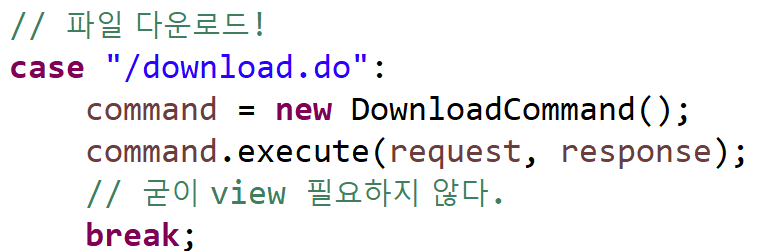 // 파일 다운로드!
case "/download.do":
    command = new DownloadCommand();
    command.execute(request, response);
    // 굳이 view 필요하지 않다.
    break;